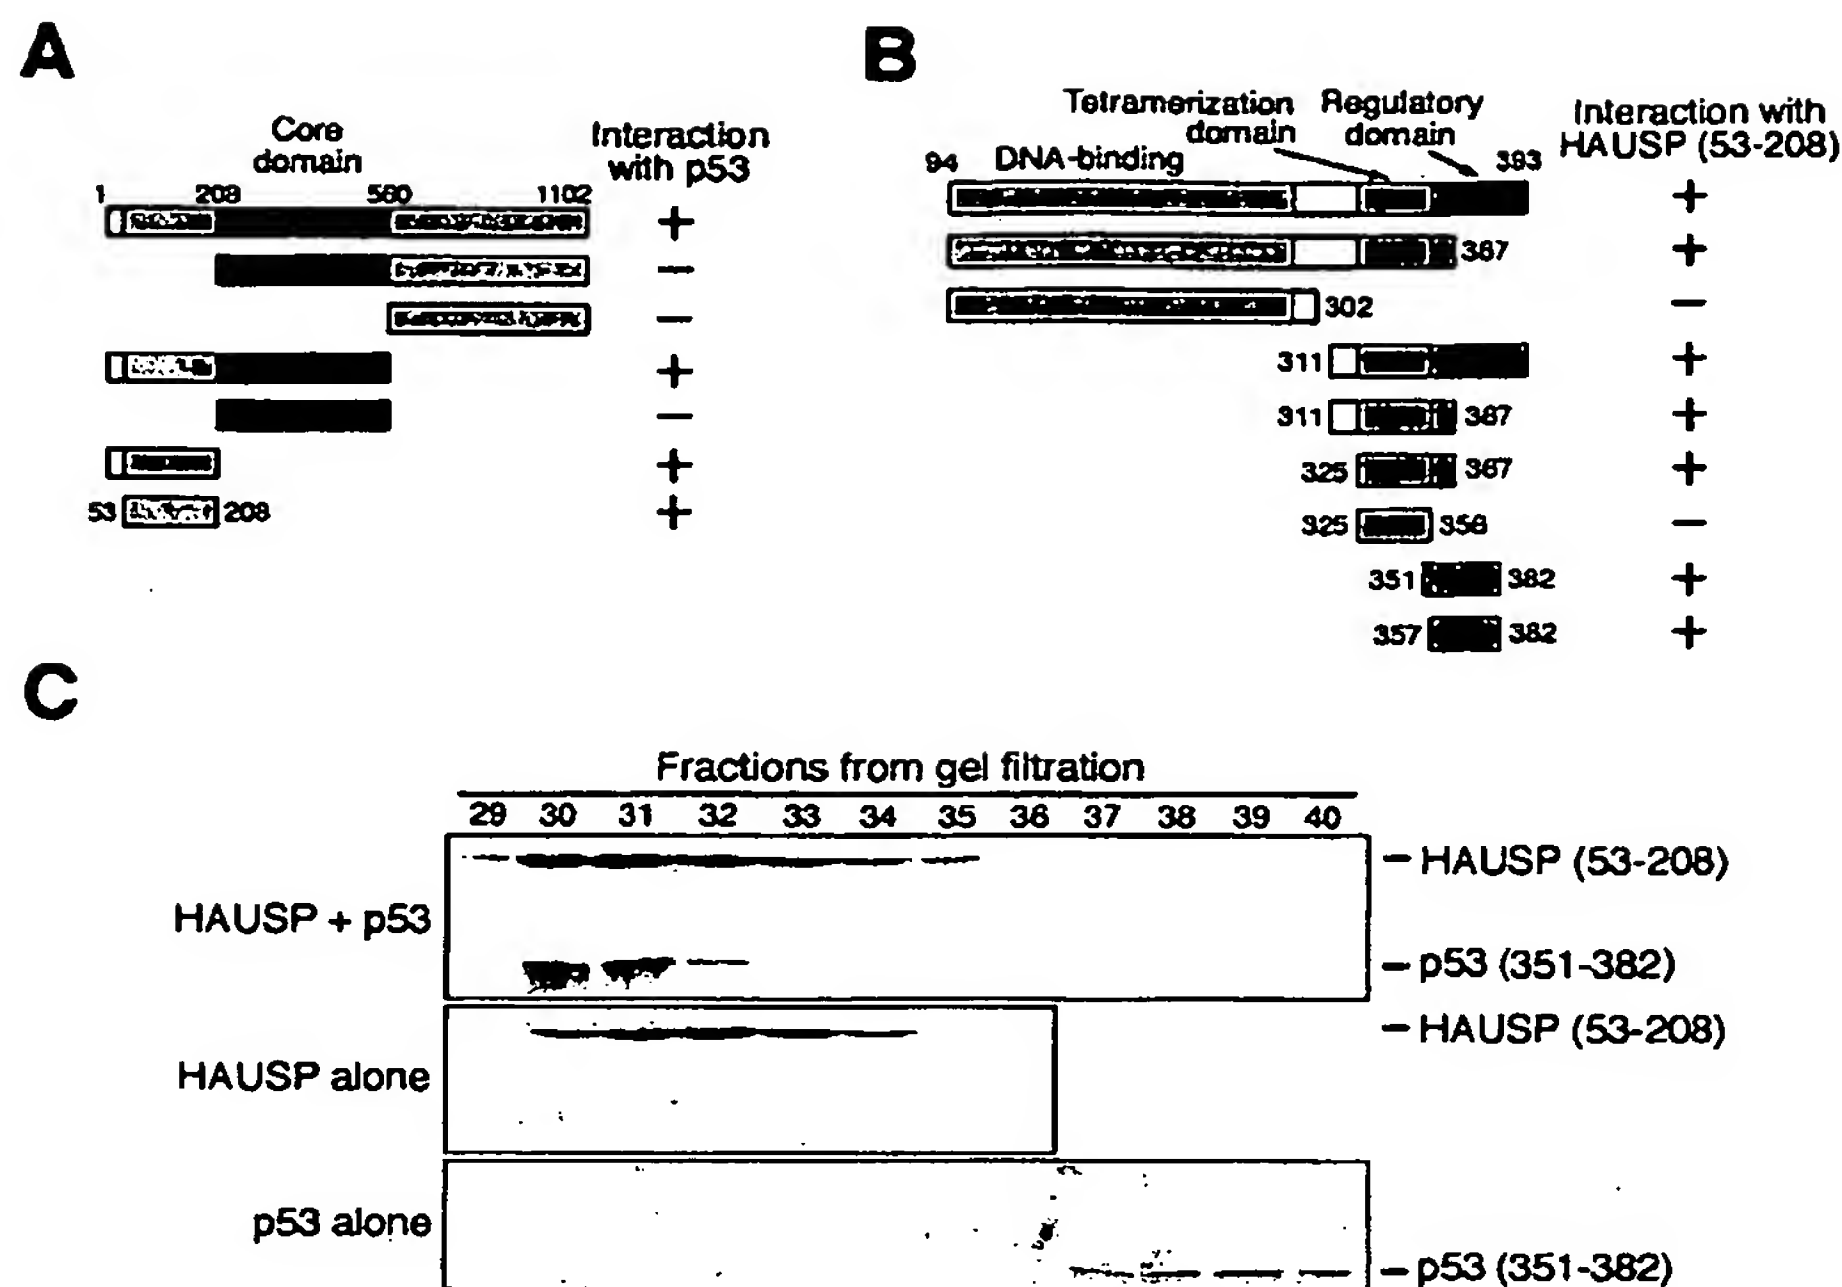 A
Core
domain
Interaction
with p53
1 208 560 1102
+
−
−
+
−
+
53 208 +
B
Tetramerization
domain
Regulatory
domain
Interaction with
HAUSP (53-208)
94 DNA-binding 393
+
367 +
302 −
311 +
311 367 +
325 367 +
325 356 −
351 382 +
357 382 +
C
Fractions from gel filtration
29 30 31 32 33 34 35 36 37 38 39 40
HAUSP + p53
– HAUSP (53-208)
– p53 (351-382)
HAUSP alone
– HAUSP (53-208)
p53 alone
– p53 (351-382)